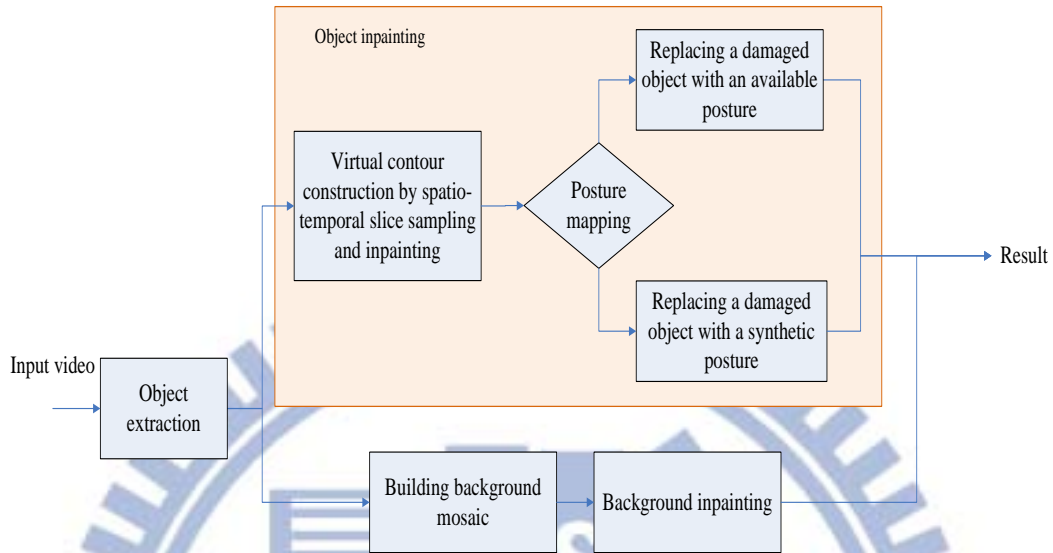 Object inpainting
Replacing a damaged
object with an available
posture
Virtual contour
construction by spatio-
temporal slice sampling
and inpainting
Posture
mapping
Result
Replacing a damaged
object with a synthetic
posture
Input video
Object
extraction
Building background
mosaic
Background inpainting